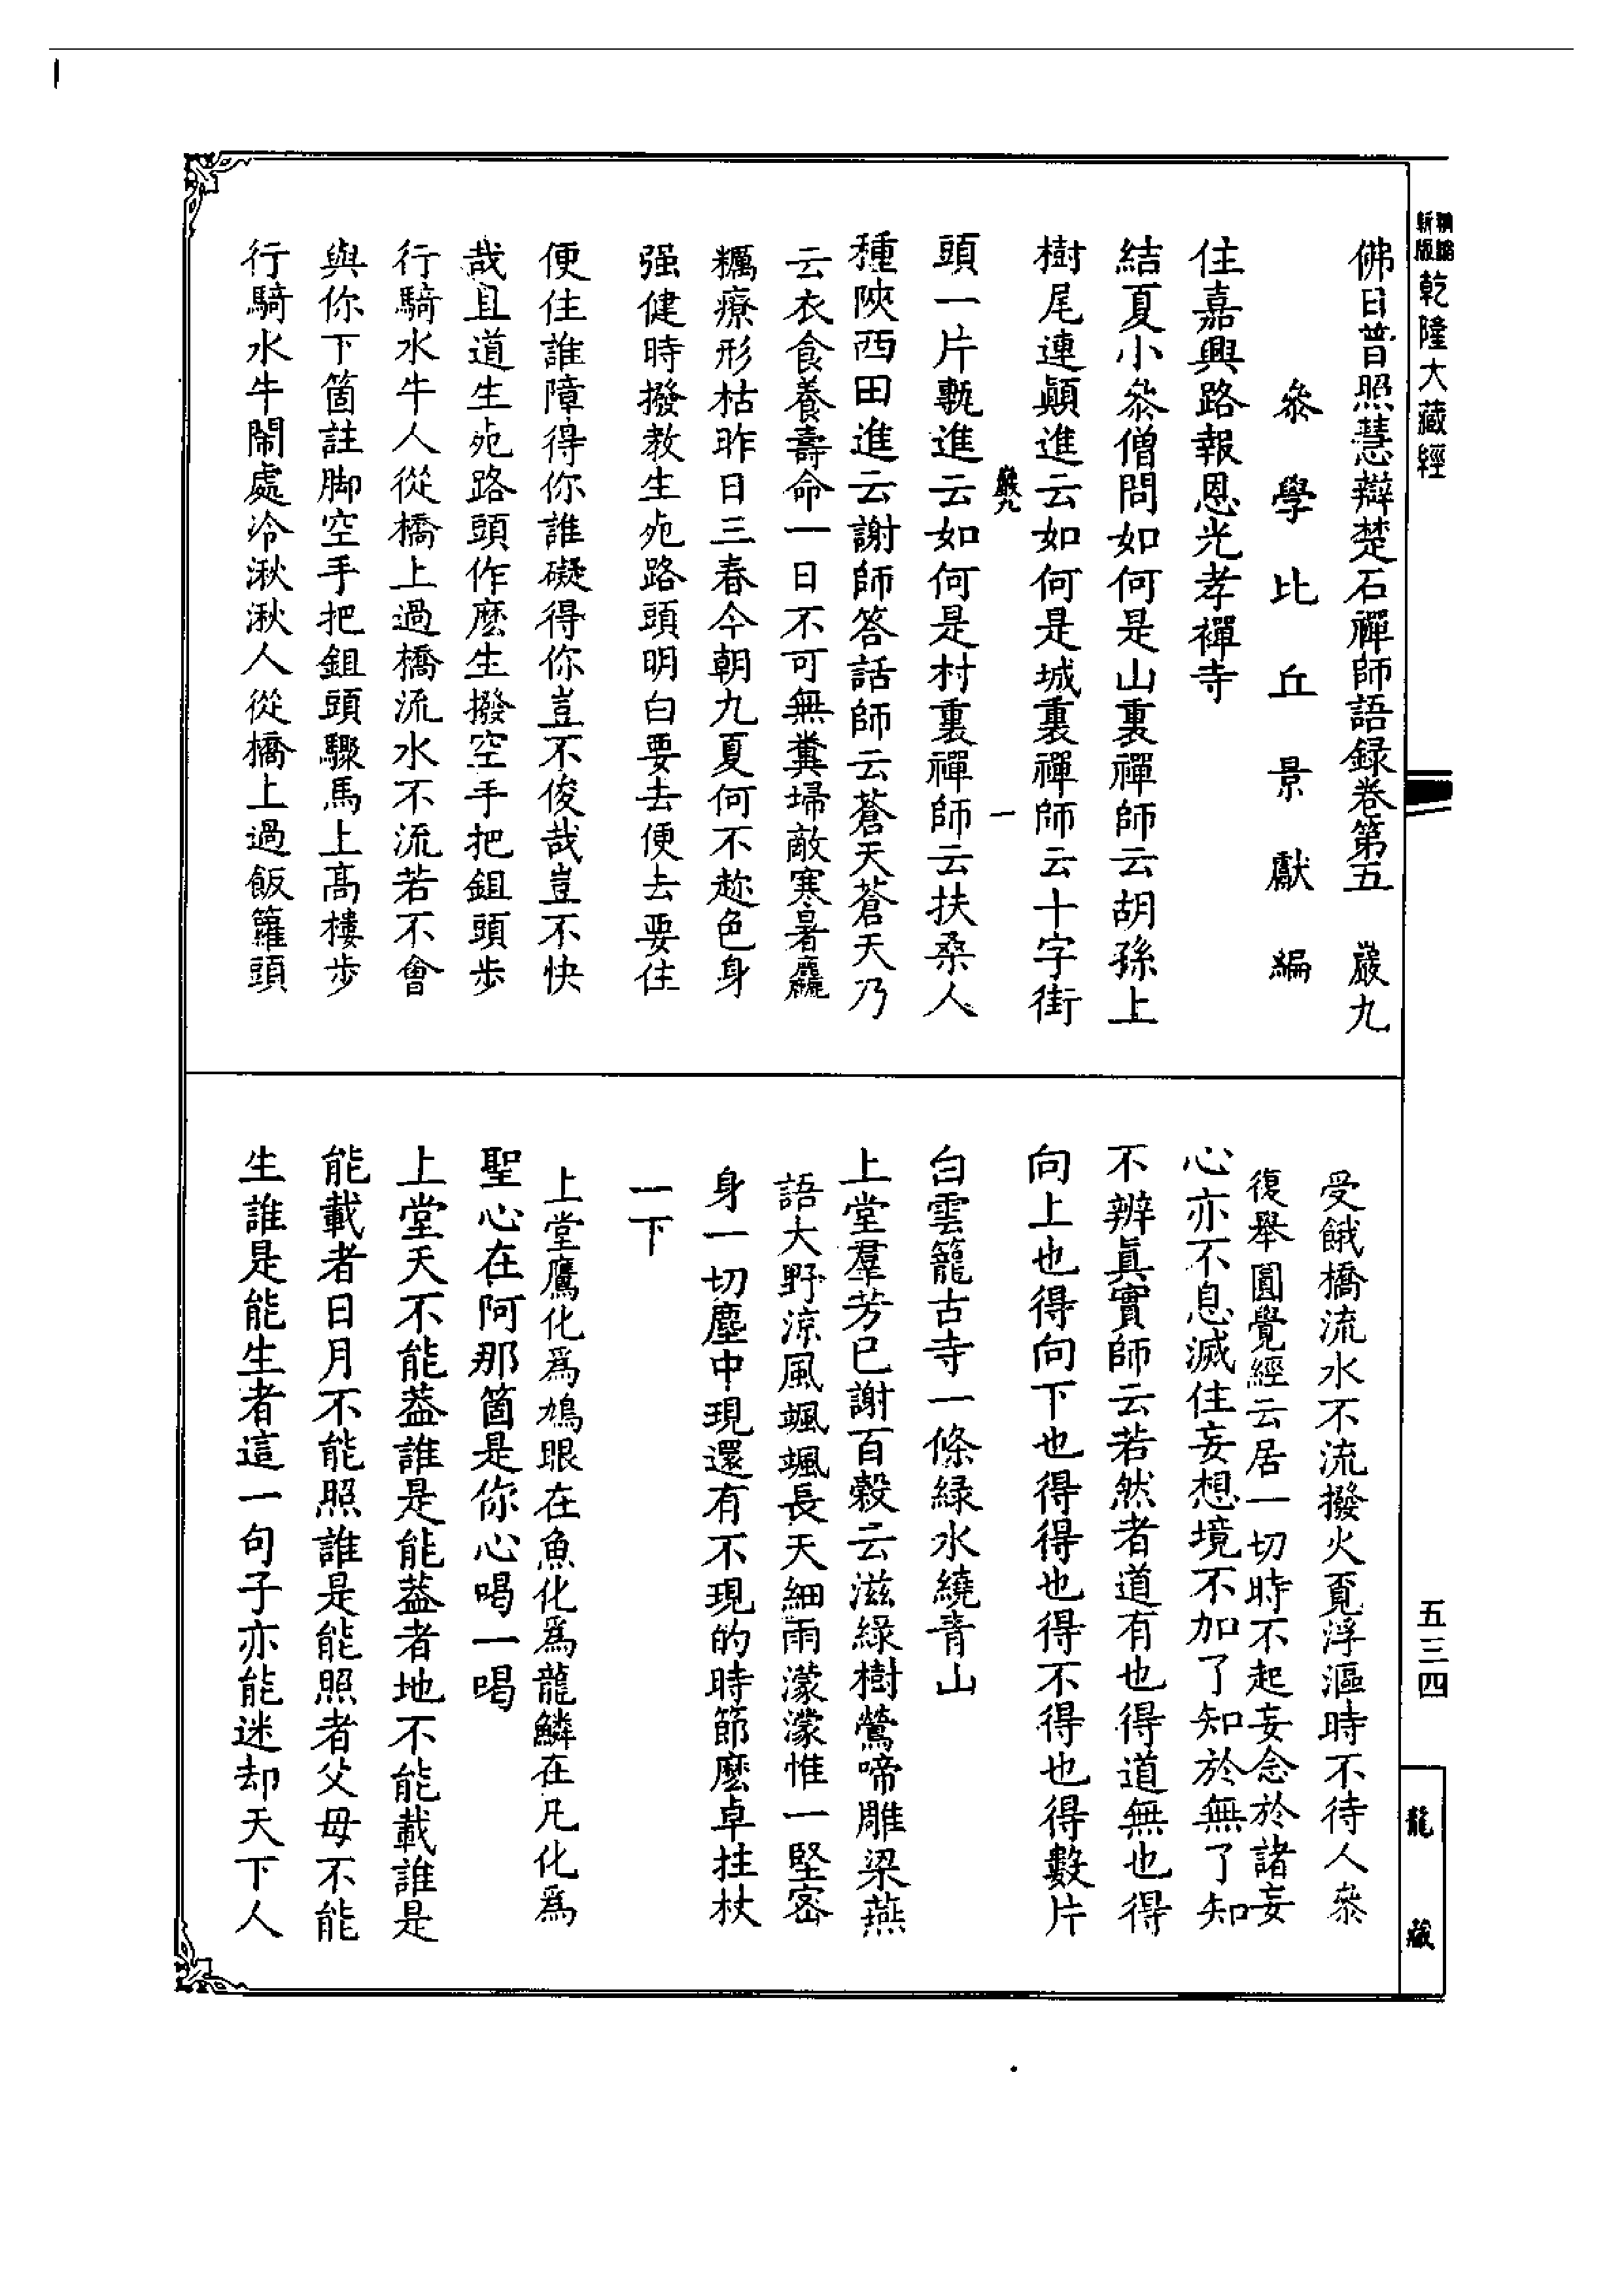 新版精縮乾隆大藏經
佛日普照慧辯楚石禪師語録卷第五　嚴九
叅學比丘景獻編
住嘉興路報恩光孝禪寺
結夏小叅僧問如何是山裏禪師云胡孫上
樹尾連顚進云如何是城裏禪師云十字街
嚴九　一
頭一片甎進云如何是村裏禪師云扶桑人
種陜西田進云謝師答話師云蒼天蒼天乃
云衣食養壽命一日不可無糞埽敵寒暑麤
糲療形枯昨日三春今朝九夏何不趂色身
强健時撥教生死路頭明白要去便去要住
便住誰障得你誰礙得你豈不俊哉豈不快
哉且道生死路頭作麽生撥空手把鉏頭步
行騎水牛人從橋上過橋流水不流若不會
與你下箇註脚空手把鉏頭驟馬上髙樓步
行騎水牛鬧處冷湫湫人從橋上過飯籮頭
受餓橋流水不流撥火覓浮漚時不待人叅
復舉圓覺經云居一切時不起妄念於諸妄
心亦不息滅住妄想境不加了知於無了知
不辨眞實師云若然者道有也得道無也得
向上也得向下也得得也得不得也得數片
白雲籠古寺一條緑水繞青山
上堂羣芳已謝百穀云滋綠樹鶯啼雕梁燕
語大野涼風颯颯長天細雨濛濛惟一堅密
身一切塵中現還有不現的時節麽卓拄杖
一下
上堂鷹化爲鳩眼在魚化爲龍鱗在凡化爲
聖心在阿那箇是你心喝一喝
上堂天不能葢誰是能葢者地不能載誰是
能載者日月不能照誰是能照者父母不能
生誰是能生者這一句子亦能迷却天下人
五三四
龍藏